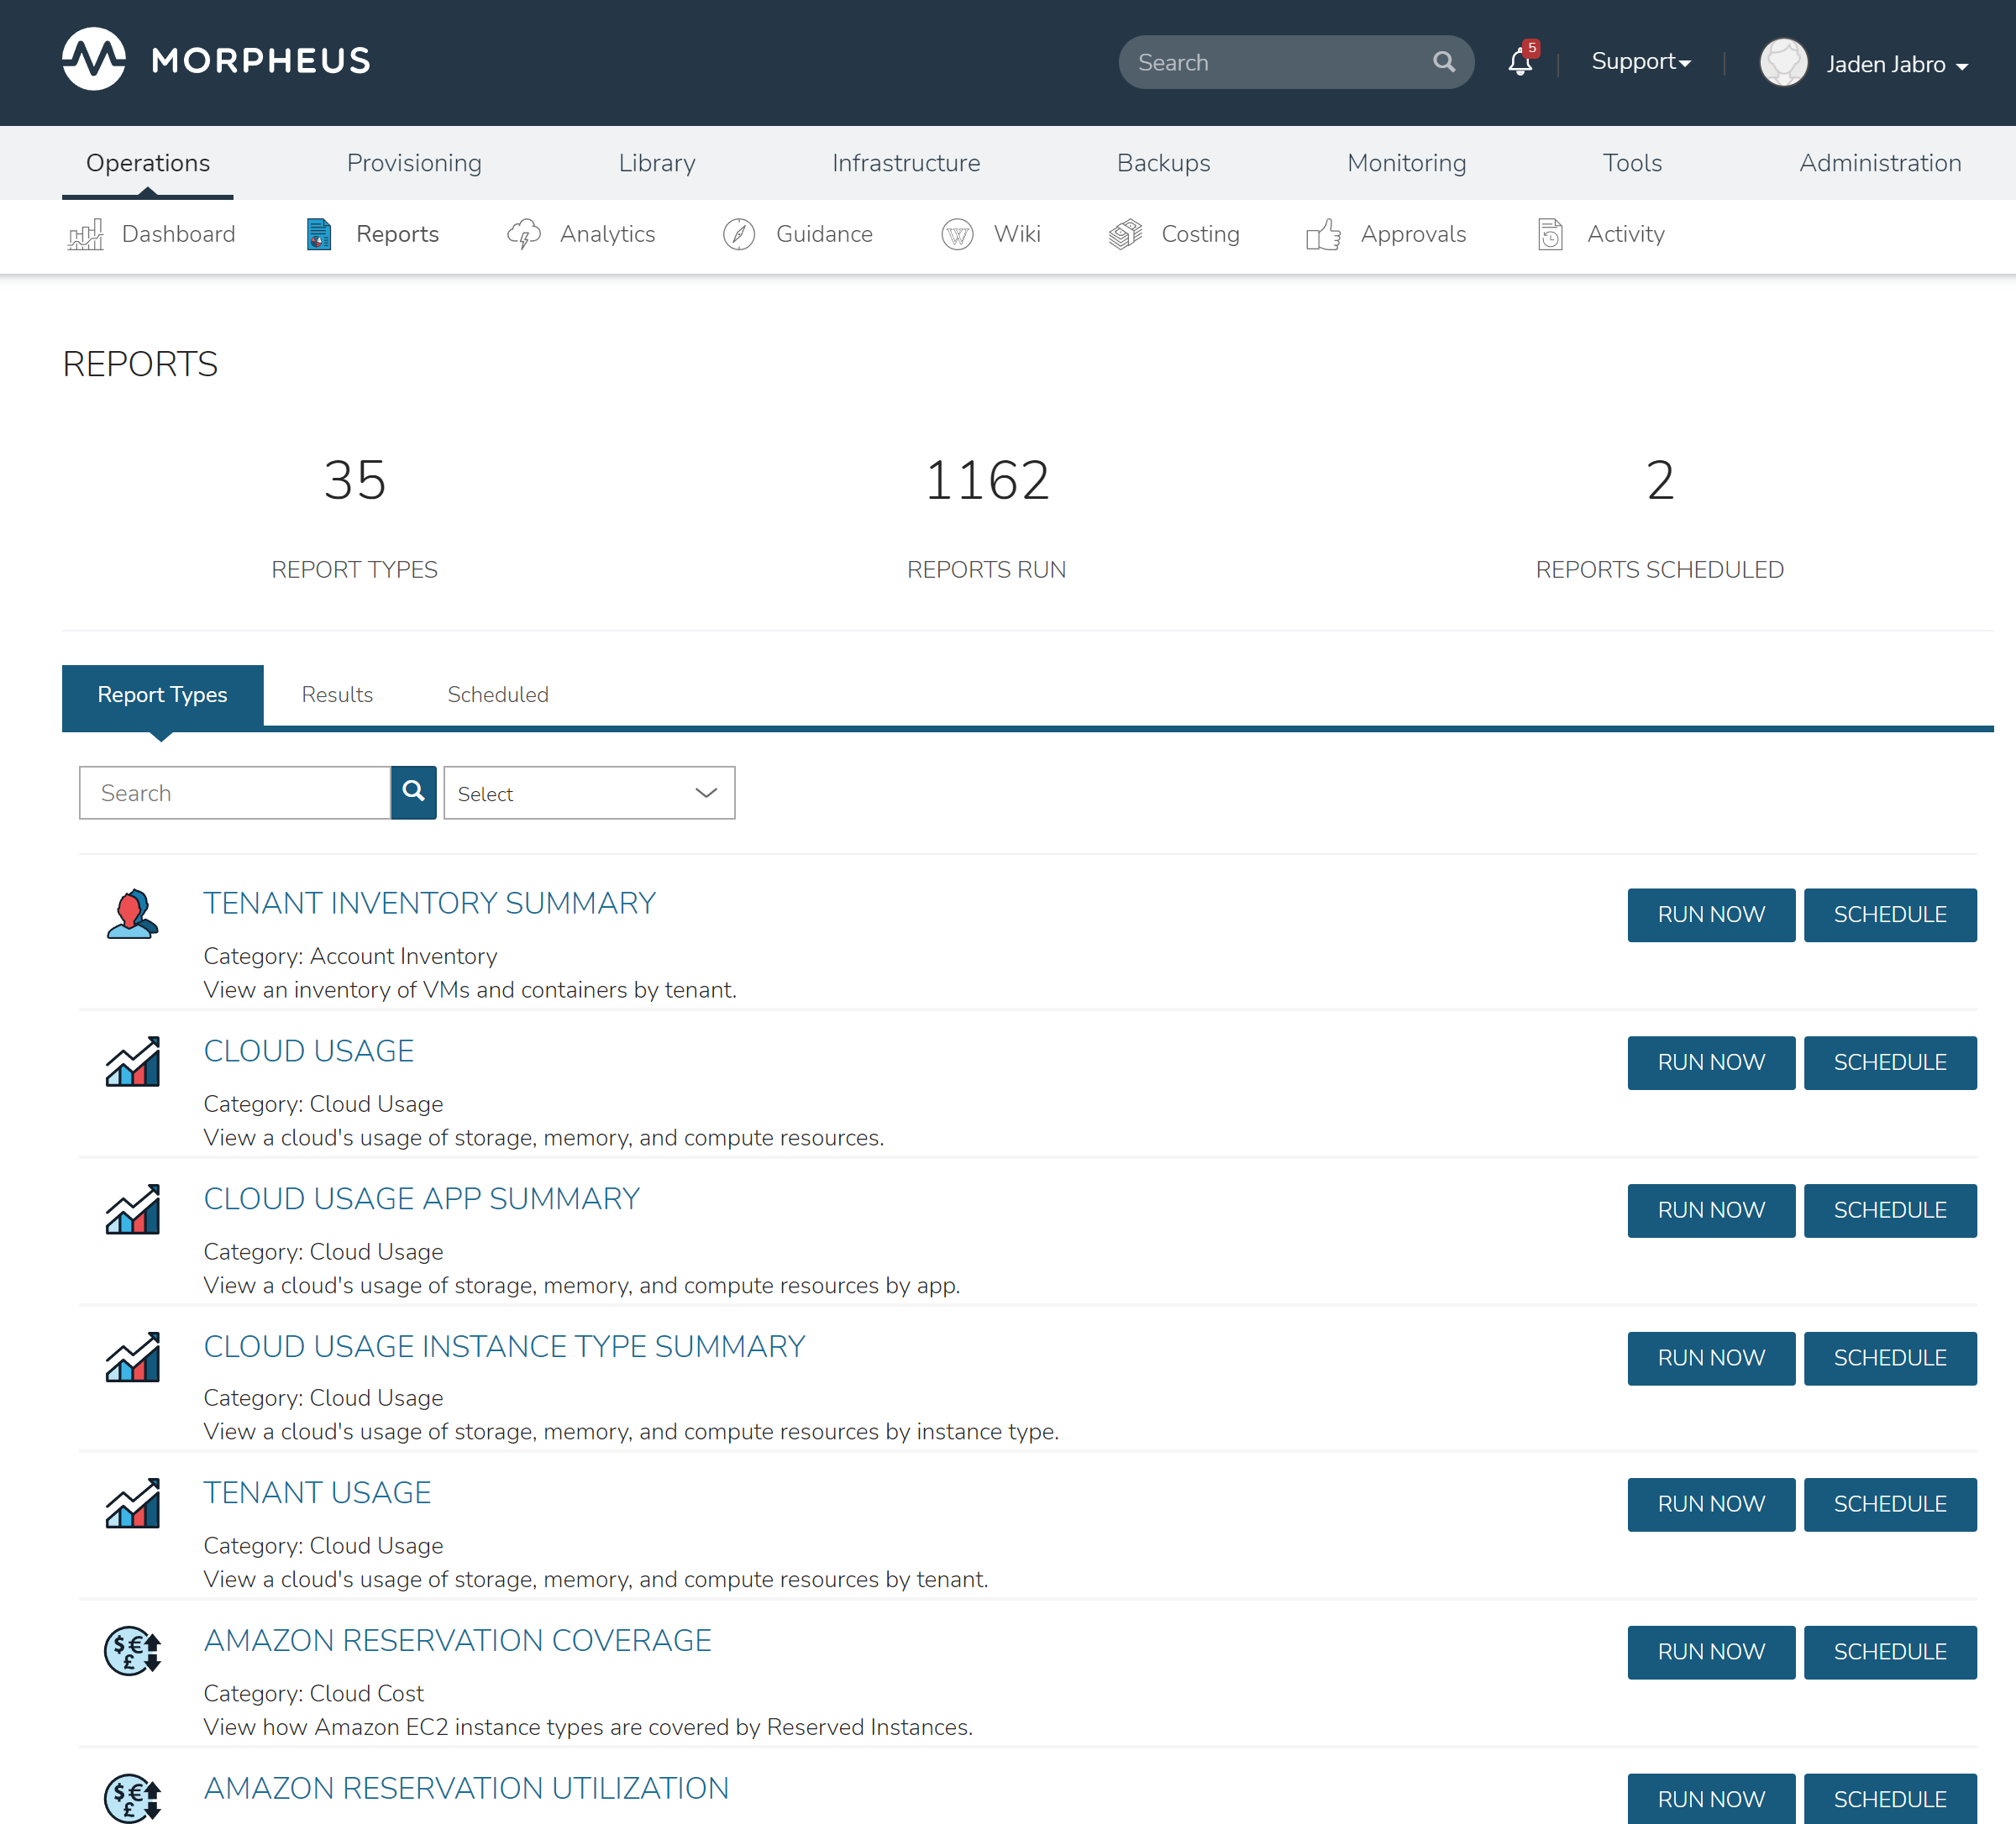 MORPHEUS
Search
5
Support
Jaden Jabro
Operations Provisioning Library Infrastructure Backups Monitoring Tools Administration
Dashboard Reports Analytics Guidance Wiki Costing Approvals Activity
REPORTS
35 1162 2
REPORT TYPES REPORTS RUN REPORTS SCHEDULED
Report Types Results Scheduled
Search Select
TENANT INVENTORY SUMMARY RUN NOW SCHEDULE
Category: Account Inventory
View an inventory of VMs and containers by tenant.
CLOUD USAGE RUN NOW SCHEDULE
Category: Cloud Usage
View a cloud's usage of storage, memory, and compute resources.
CLOUD USAGE APP SUMMARY RUN NOW SCHEDULE
Category: Cloud Usage
View a cloud's usage of storage, memory, and compute resources by app.
CLOUD USAGE INSTANCE TYPE SUMMARY RUN NOW SCHEDULE
Category: Cloud Usage
View a cloud's usage of storage, memory, and compute resources by instance type.
TENANT USAGE RUN NOW SCHEDULE
Category: Cloud Usage
View a cloud's usage of storage, memory, and compute resources by tenant.
AMAZON RESERVATION COVERAGE RUN NOW SCHEDULE
Category: Cloud Cost
View how Amazon EC2 instance types are covered by Reserved Instances.
AMAZON RESERVATION UTILIZATION RUN NOW SCHEDULE